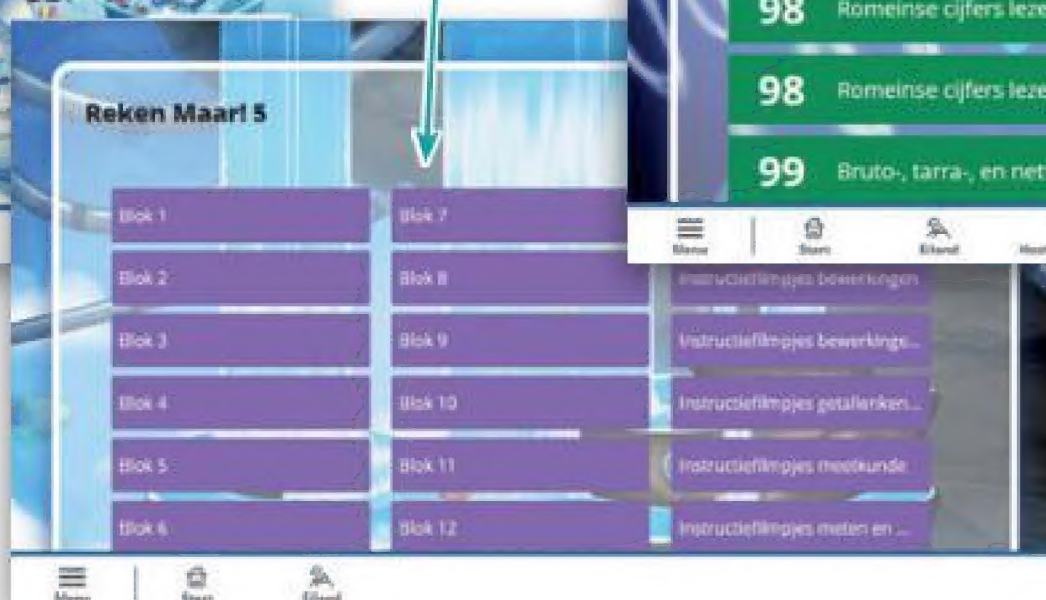 98 Romeinse cijfers leze
98 Romeinse cijfers leze
99 Bruto-, tarra-, en net
Menu Start Eiland
Reken Maar! 5
Blok 1
Blok 2
Blok 3
Blok 4
Blok 5
Blok 6
Blok 7
Blok 8
Blok 9
Blok 10
Blok 11
Blok 12
Instructiefilmpjes bewerkingen
Instructiefilmpjes bewerkinge...
Instructiefilmpjes getallenken...
Instructiefilmpjes meetkunde
Instructiefilmpjes meten en ...
Menu Start Eiland